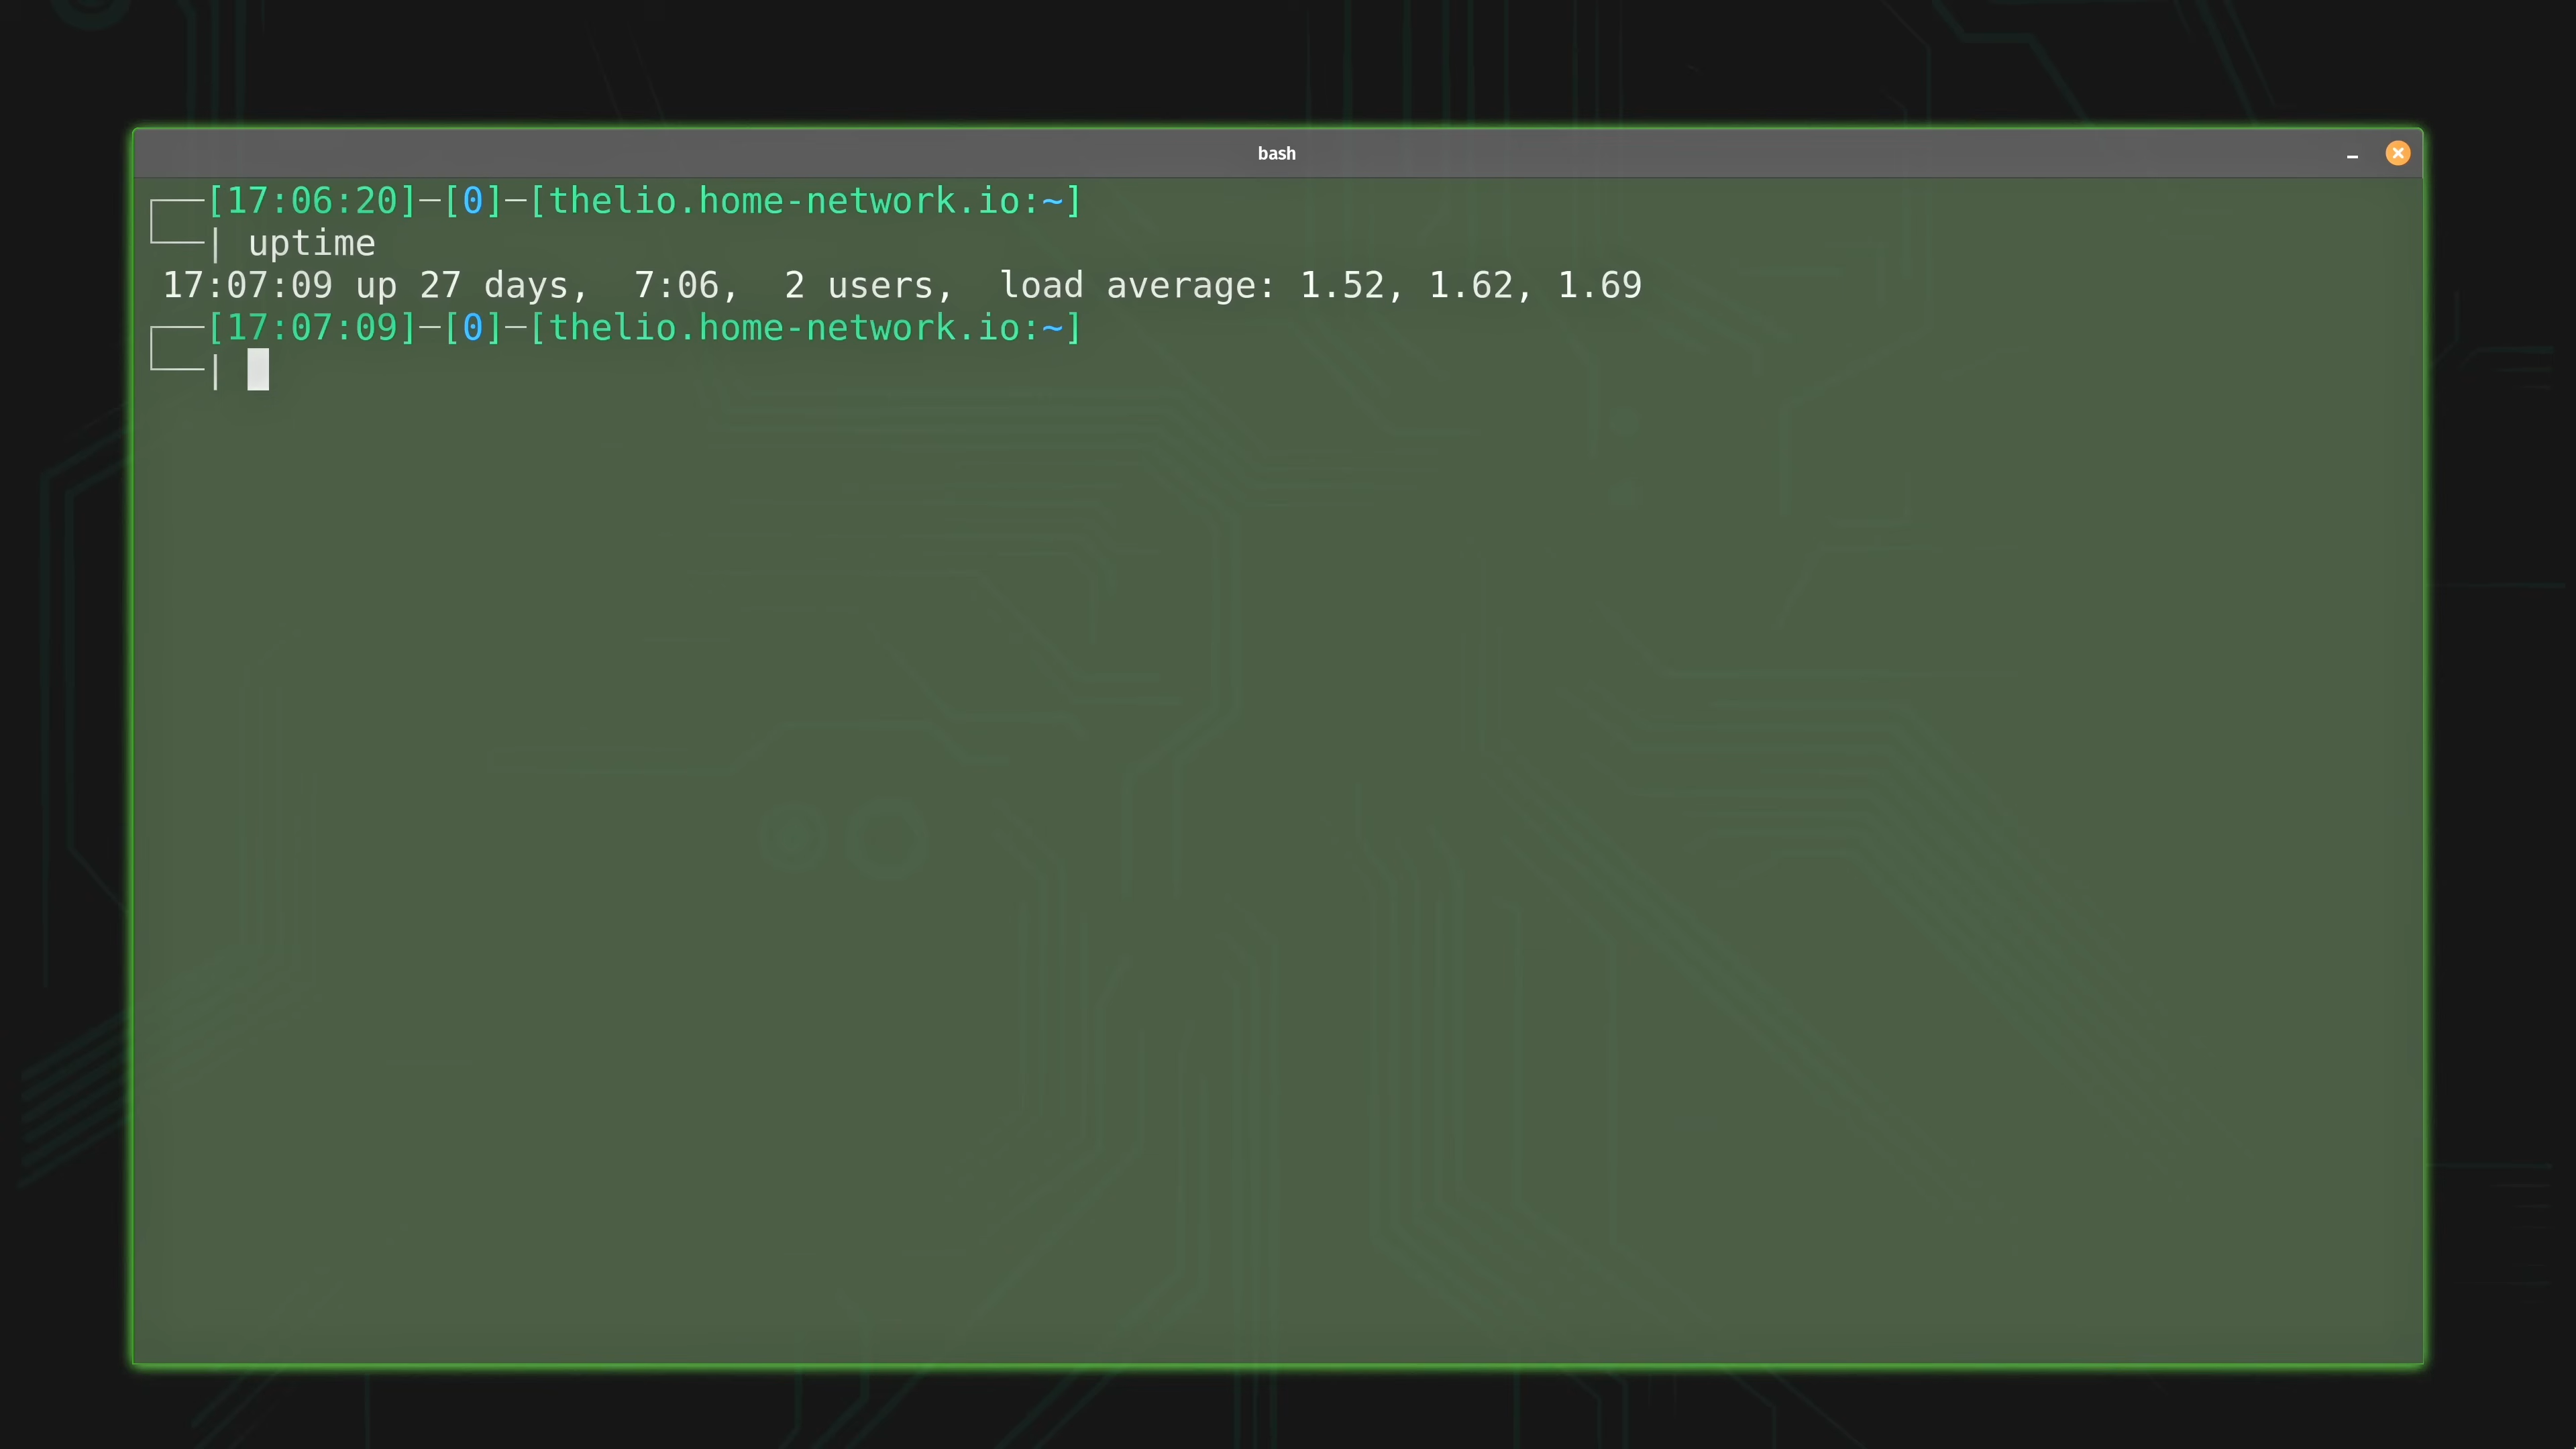 bash
┌──[17:06:20]─[0]─[thelio.home-network.io:~]
└──| uptime
 17:07:09 up 27 days,  7:06,  2 users,  load average: 1.52, 1.62, 1.69
┌──[17:07:09]─[0]─[thelio.home-network.io:~]
└──|